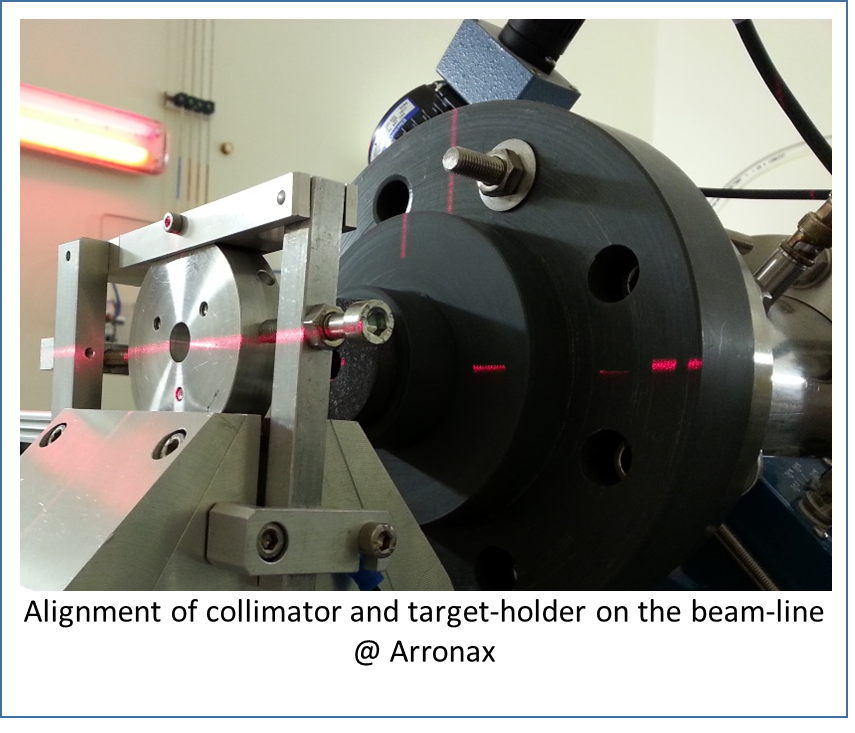 Alignment of collimator and target-holder on the beam-line
@ Arronax